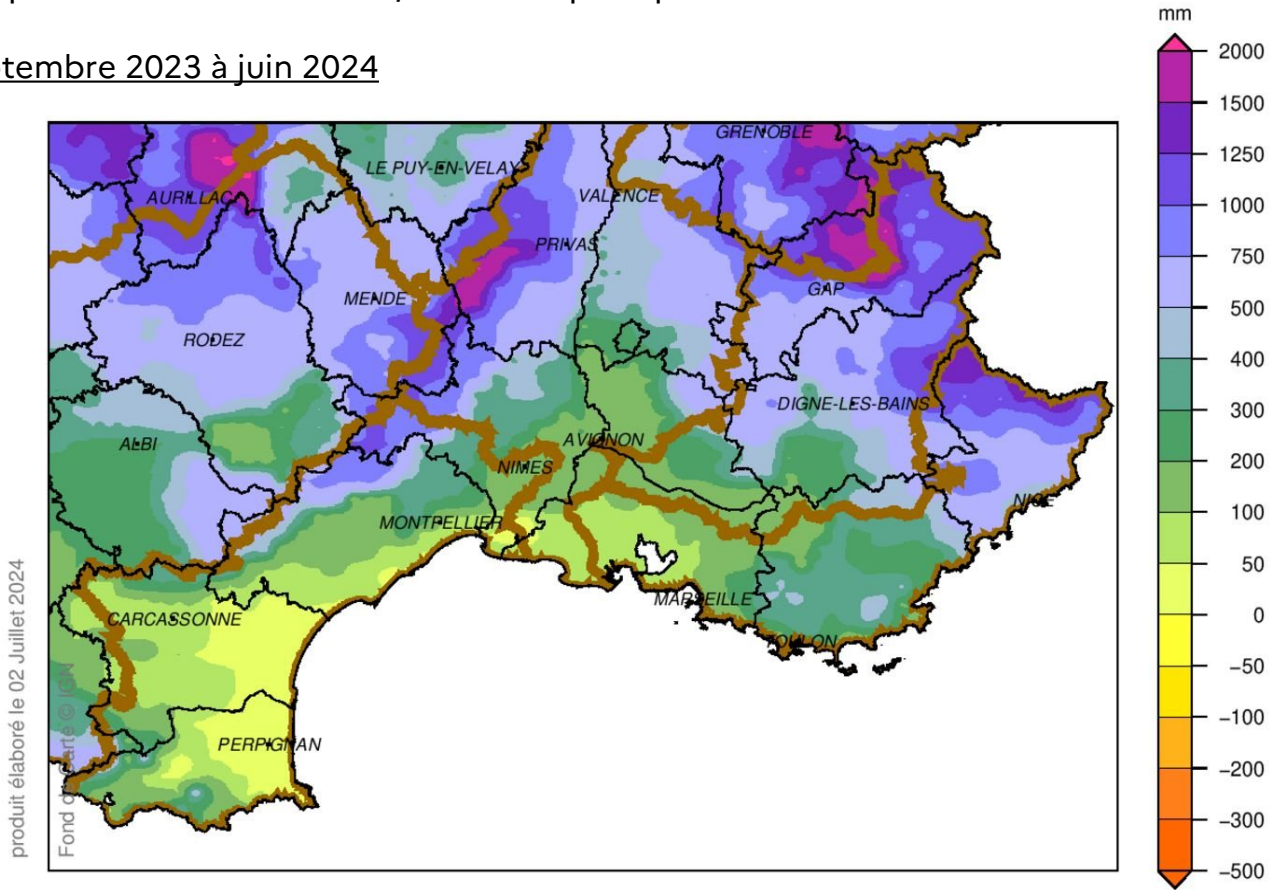 tembre 2023 à juin 2024
mm
GRENOBLE
LE PUY-EN-VELAY
AURILLAC
VALENCE
PRIVAS
GAP
MENDE
RODEZ
DIGNE-LES-BAINS
ALBI
AVIGNON
NIMES
NICE
MONTPELLIER
MARSEILLE
CARCASSONNE
TOULON
PERPIGNAN
2000
1500
1250
1000
750
500
400
300
200
100
50
0
−50
−100
−200
−300
−500
produit élaboré le 02 Juillet 2024
Fond de carte © IGN